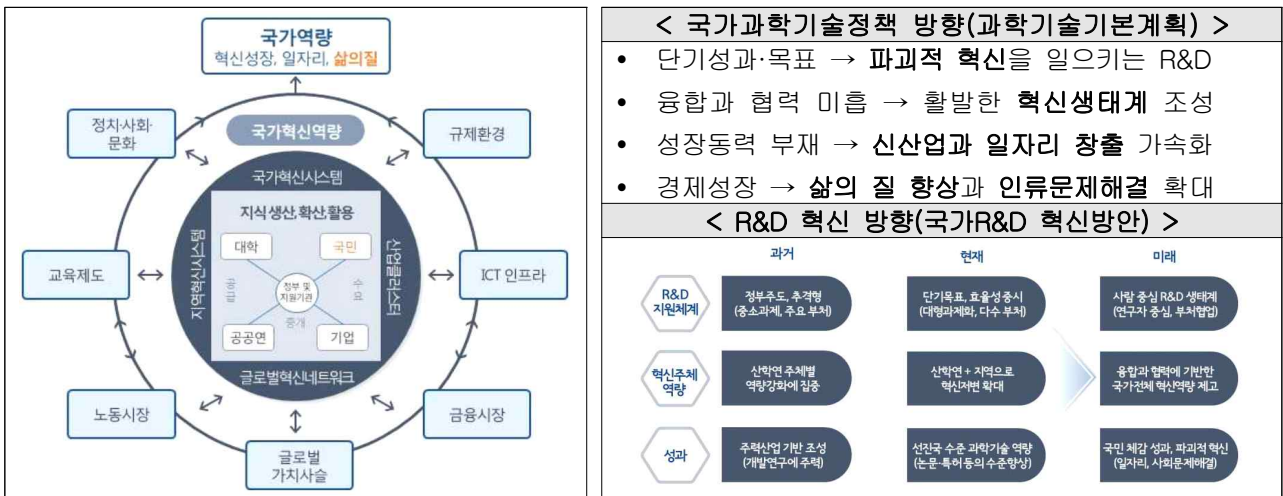 국가역량
혁신성장, 일자리, 삶의질
정치·사회·
문화
국가혁신역량
규제환경
국가혁신시스템
지식 생산, 확산, 활용
대학
국민
지역혁신시스템
산업클러스터
공급
정부 및
지원기관
수요
중개
공공연
기업
글로벌혁신네트워크
교육제도
ICT 인프라
노동시장
금융시장
글로벌
가치사슬
< 국가과학기술정책 방향(과학기술기본계획) >
• 단기성과·목표 → 파괴적 혁신을 일으키는 R&D
• 융합과 협력 미흡 → 활발한 혁신생태계 조성
• 성장동력 부재 → 신산업과 일자리 창출 가속화
• 경제성장 → 삶의 질 향상과 인류문제해결 확대
< R&D 혁신 방향(국가R&D 혁신방안) >
과거 현재 미래
R&D
지원체계
정부주도, 추격형
(중소과제, 주요 부처)
단기목표, 효율성 중시
(대형과제화, 다수 부처)
사람 중심 R&D 생태계
(연구자 중심, 부처협업)
혁신주체
역량
산학연 주체별
역량강화에 집중
산학연 + 지역으로
혁신저변 확대
융합과 협력에 기반한
국가전체 혁신역량 제고
성과
주력산업 기반 조성
(개발연구에 주력)
선진국 수준 과학기술 역량
(논문·특허 등의 수준향상)
국민 체감 성과, 파괴적 혁신
(일자리, 사회문제해결)